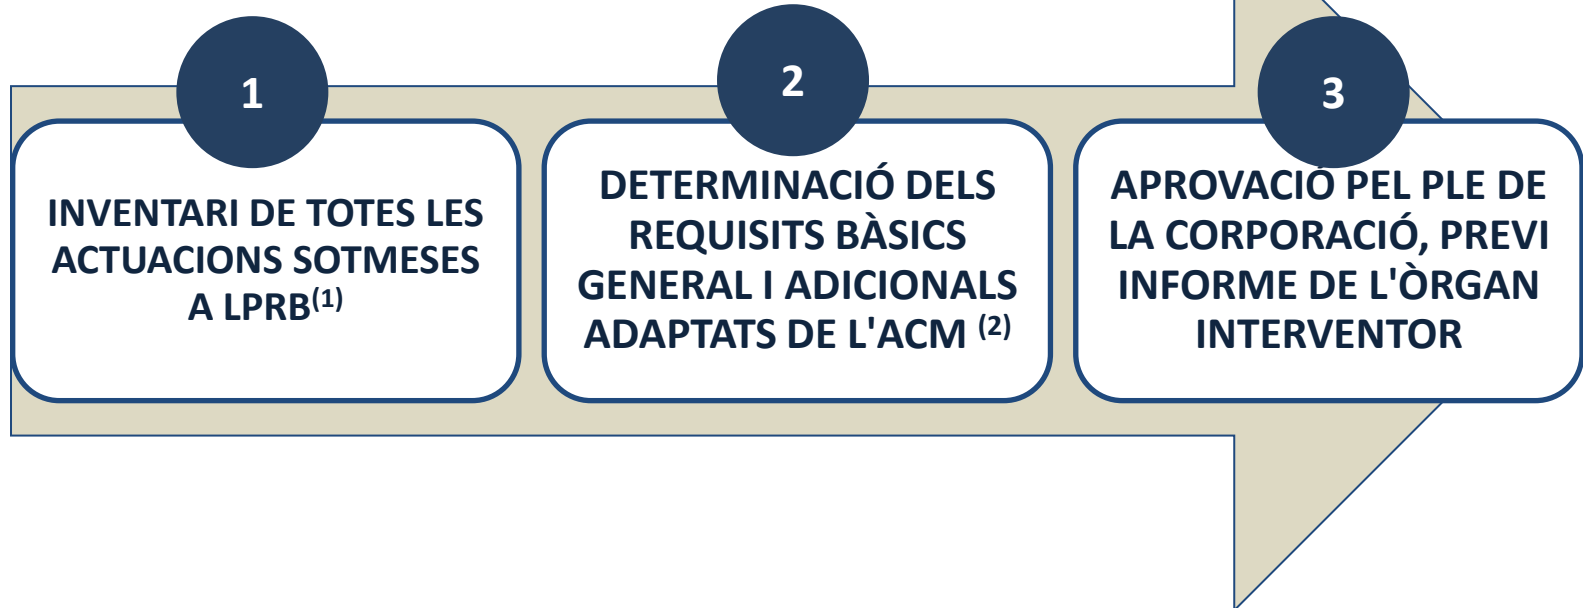 1
INVENTARI DE TOTES LES
ACTUACIONS SOTMESES
A LPRB(1)
2
DETERMINACIÓ DELS
REQUISITS BÀSICS
GENERAL I ADICIONALS
ADAPTATS DE L'ACM (2)
3
APROVACIÓ PEL PLE DE
LA CORPORACIÓ, PREVI
INFORME DE L'ÒRGAN
INTERVENTOR